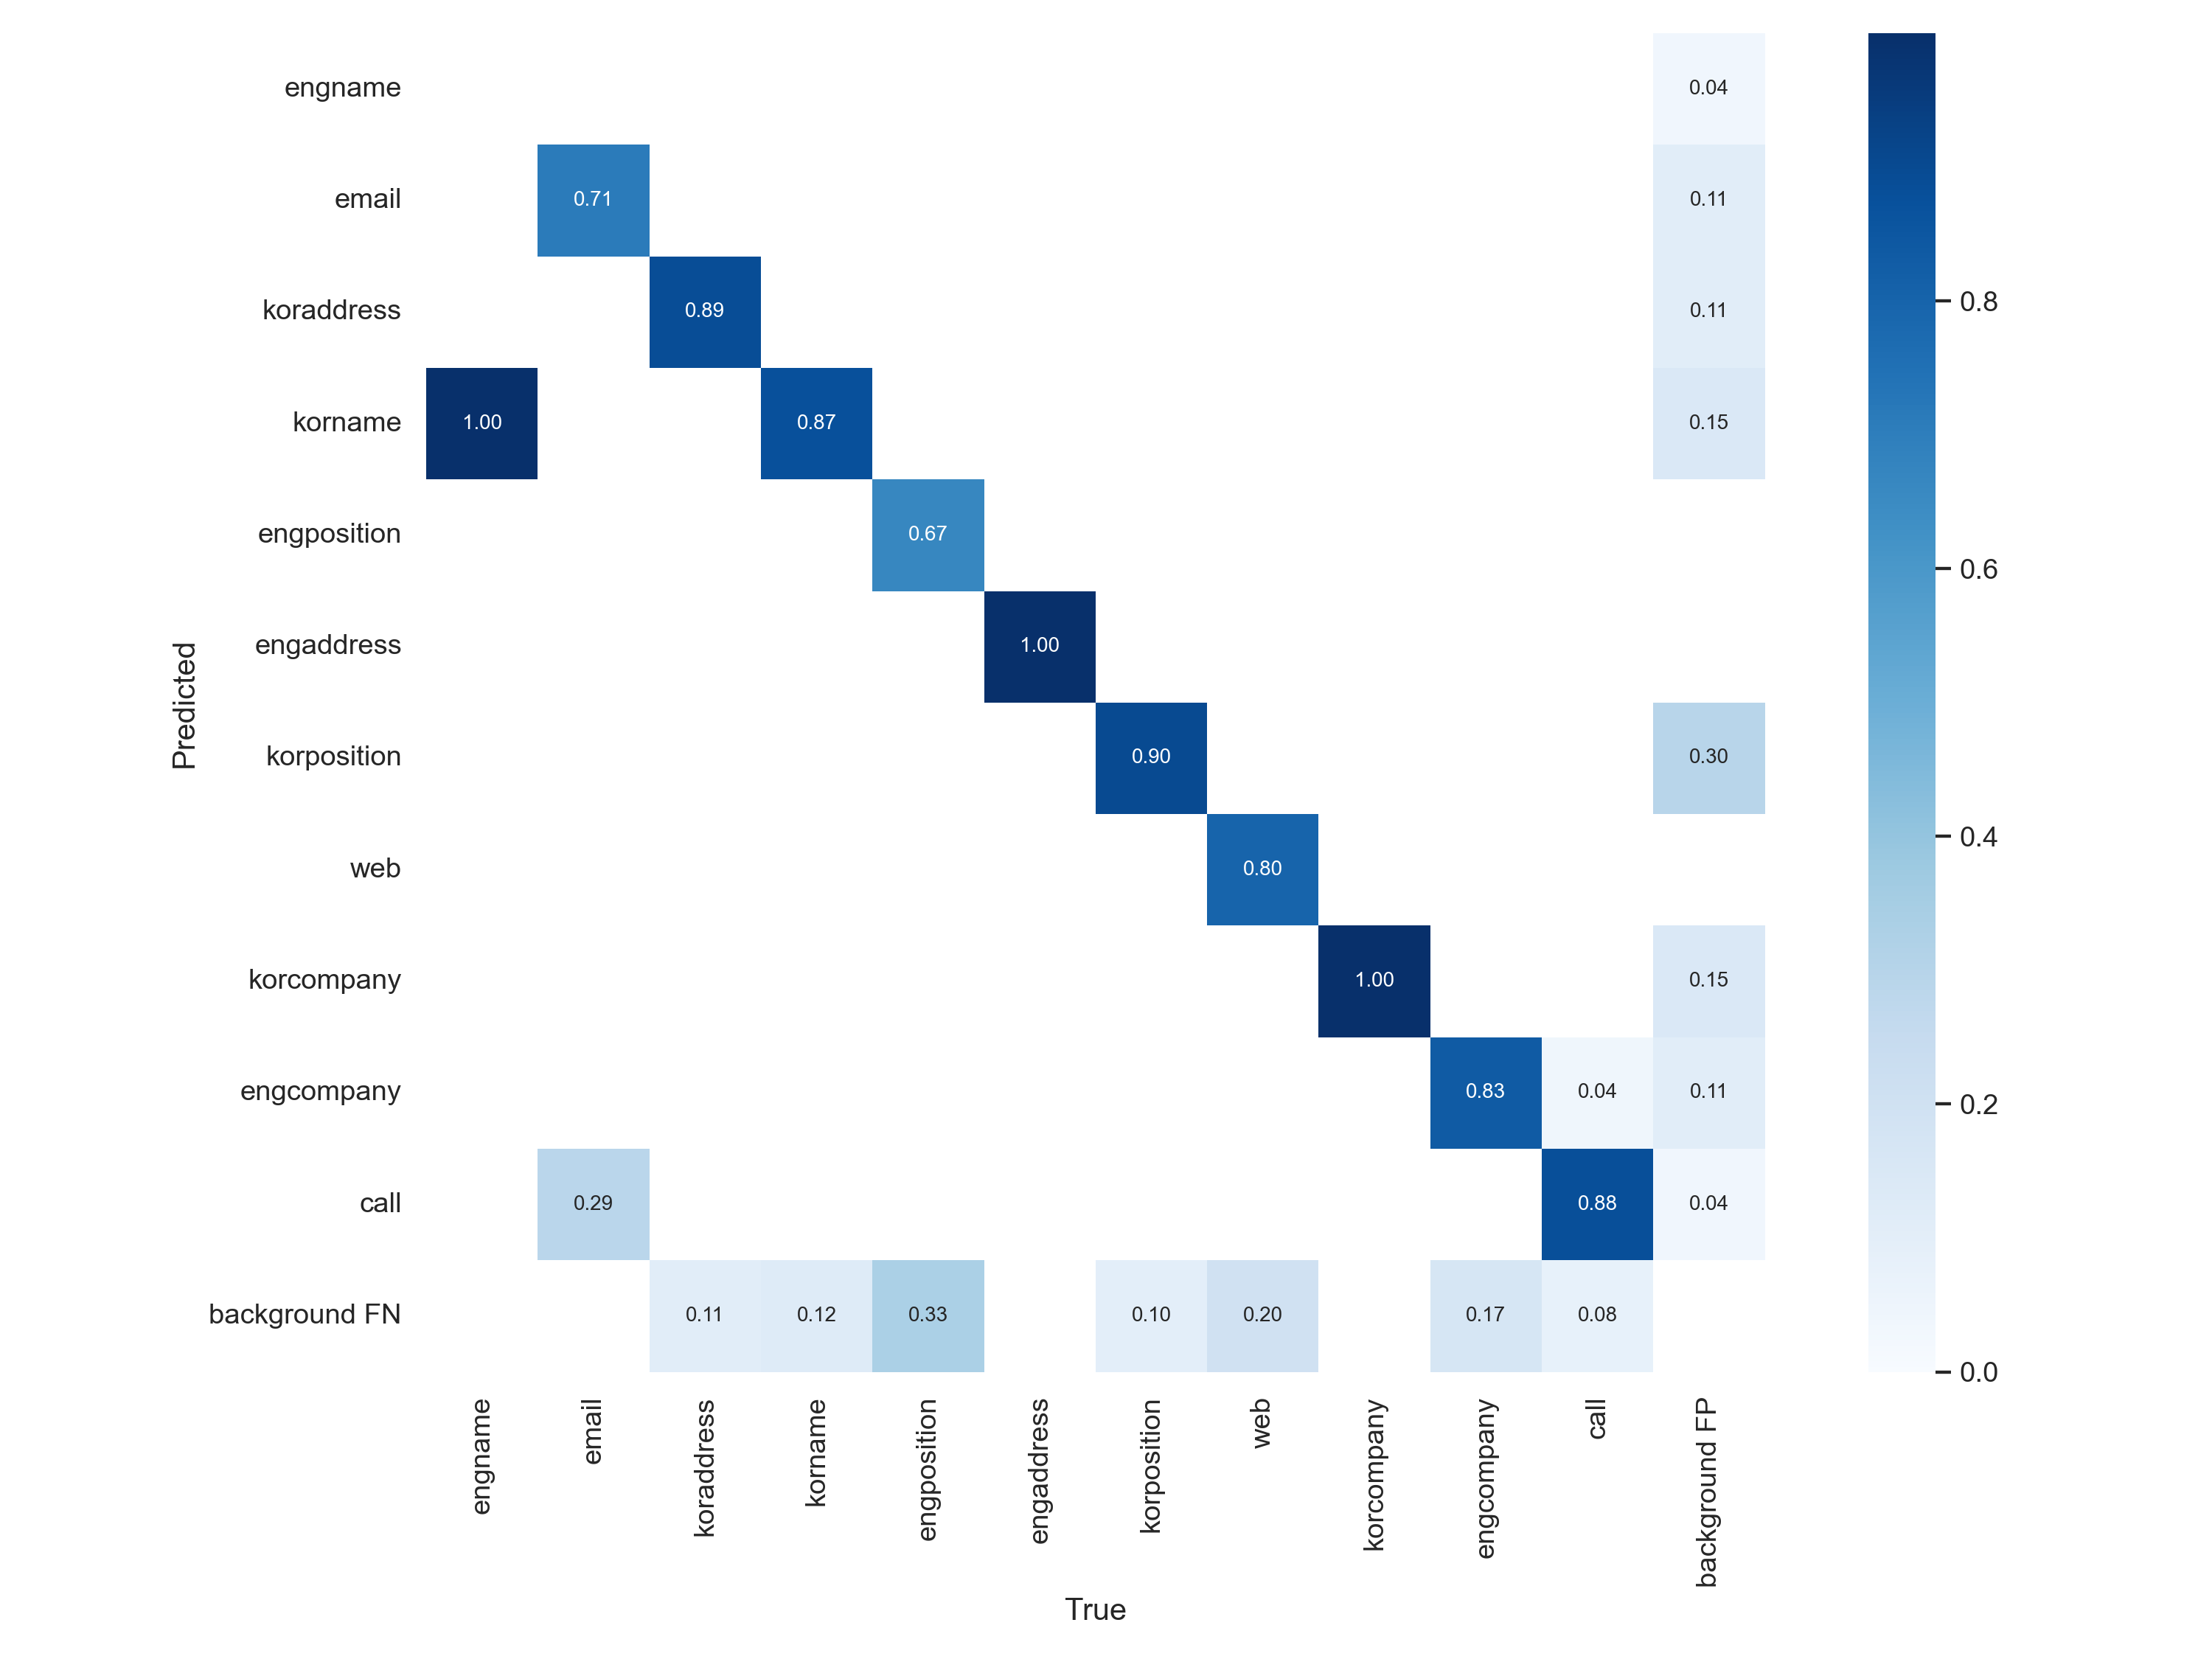 engname 0.04
email 0.71 0.11
koraddress 0.89 0.11
korname 1.00 0.87 0.15
engposition 0.67
engaddress 1.00
korposition 0.90 0.30
web 0.80
korcompany 1.00 0.15
engcompany 0.83 0.04 0.11
call 0.29 0.88 0.04
background FN 0.11 0.12 0.33 0.10 0.20 0.17 0.08
Predicted
engname
email
koraddress
korname
engposition
engaddress
korposition
web
korcompany
engcompany
call
background FP
True
0.8
0.6
0.4
0.2
0.0